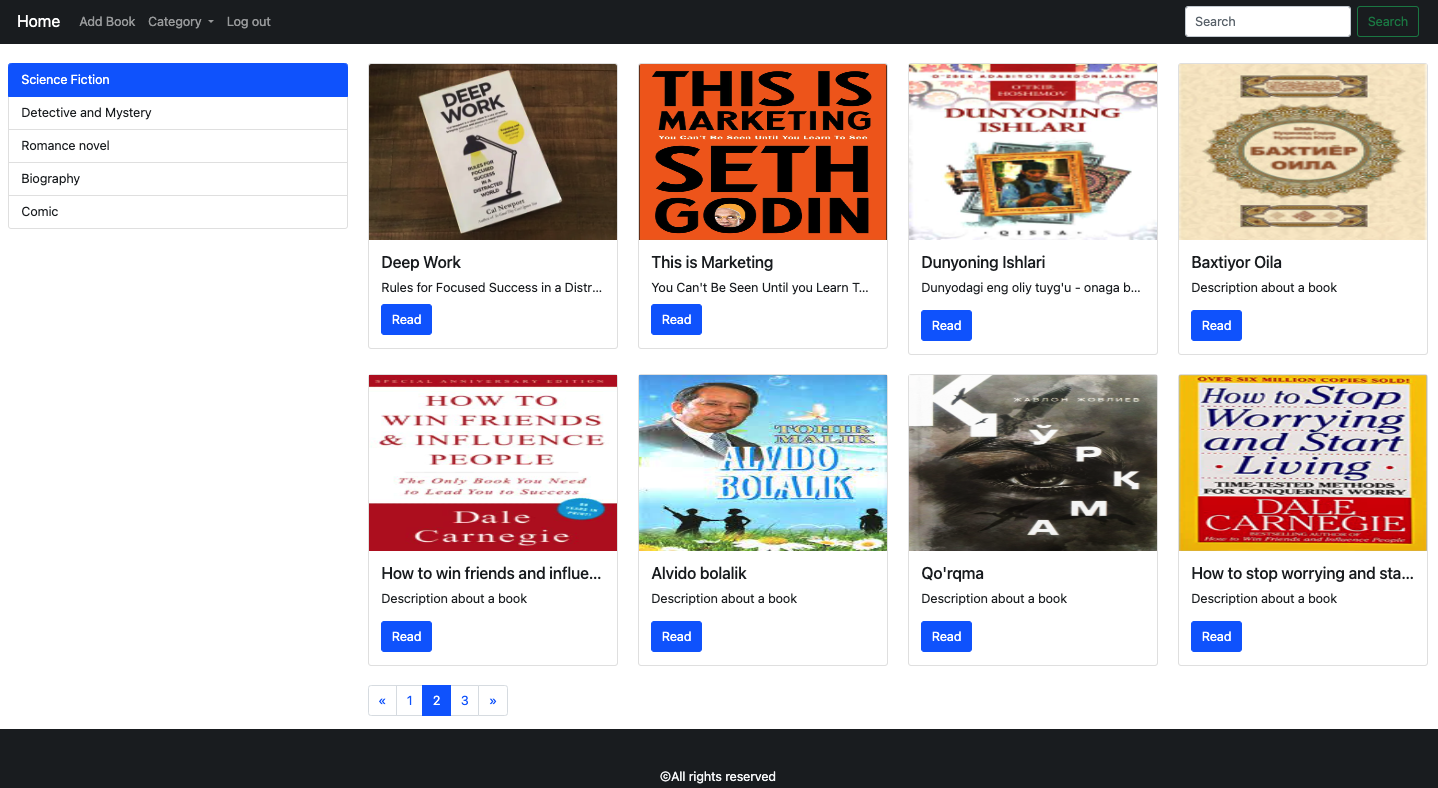 Home
Add Book
Category
Log out
Search
Search
Science Fiction
Detective and Mystery
Romance novel
Biography
Comic
DEEP
WORK
RULES FOR
FOCUSED
SUCCESS
IN A
DISTRACTED
WORLD
Cal Newport
Deep Work
Rules for Focused Success in a Distr...
Read
THIS IS
MARKETING
You Can't Be Seen Until You Learn To See
SETH
GODIN
This is Marketing
You Can't Be Seen Until you Learn T...
Read
O'ZBEK ADABIYOTI DURDONALARI
O'TKIR
HOSHIMOV
DUNYONING
ISHLARI
QISSA
Dunyoning Ishlari
Dunyodagi eng oliy tuyg'u - onaga b...
Read
БАХТИЁР
ОИЛА
Baxtiyor Oila
Description about a book
Read
SPECIAL ANNIVERSARY EDITION
HOW TO
WIN FRIENDS
& INFLUENCE
PEOPLE
The Only Book You Need
to Lead You to Success
Dale
Carnegie
How to win friends and influe...
Description about a book
Read
TOHIR
MALIK
ALVIDO...
BOLALIK
Alvido bolalik
Description about a book
Read
ЖАВЛОН ЖОВЛИЕВ
Қ
Ў
Р
Қ
М
А
Qo'rqma
Description about a book
Read
OVER SIX MILLION COPIES SOLD!
How to Stop
Worrying
and Start
Living
TIME-TESTED METHODS
FOR CONQUERING WORRY
DALE
CARNEGIE
BESTSELLING AUTHOR OF
How to Win Friends and Influence People
How to stop worrying and sta...
Description about a book
Read
« 1 2 3 »
©All rights reserved